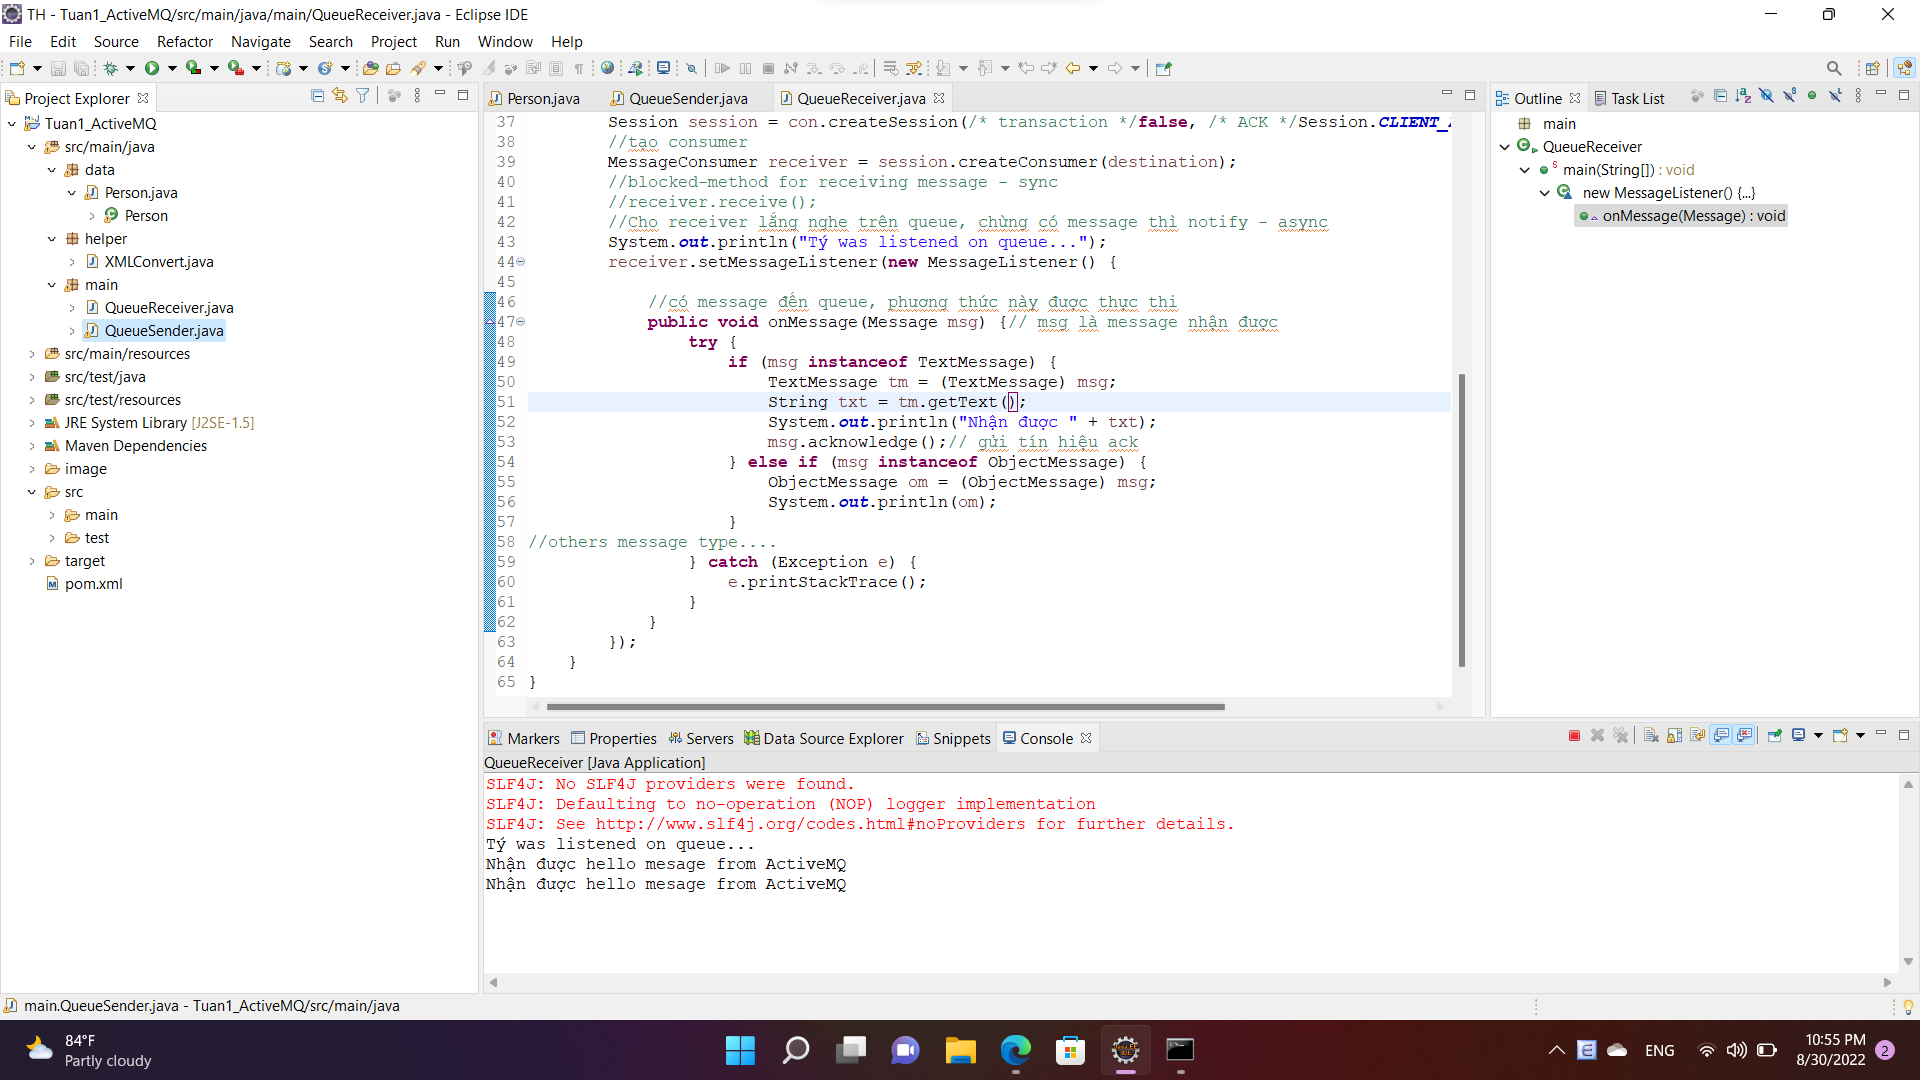 TH - Tuan1_ActiveMQ/src/main/java/main/QueueReceiver.java - Eclipse IDE
File Edit Source Refactor Navigate Search Project Run Window Help
Project Explorer
Tuan1_ActiveMQ
src/main/java
data
Person.java
Person
helper
XMLConvert.java
main
QueueReceiver.java
QueueSender.java
src/main/resources
src/test/java
src/test/resources
JRE System Library [J2SE-1.5]
Maven Dependencies
image
src
main
test
target
pom.xml
Person.java QueueSender.java QueueReceiver.java
37 Session session = con.createSession(/* transaction */false, /* ACK */Session.CLIENT_
38 //tạo consumer
39 MessageConsumer receiver = session.createConsumer(destination);
40 //blocked-method for receiving message - sync
41 //receiver.receive();
42 //Cho receiver lắng nghe trên queue, chừng có message thì notify - async
43 System.out.println("Tý was listened on queue...");
44 receiver.setMessageListener(new MessageListener() {
45
46 //có message đến queue, phương thức này được thực thi
47 public void onMessage(Message msg) {// msg là message nhận được
48 try {
49 if (msg instanceof TextMessage) {
50 TextMessage tm = (TextMessage) msg;
51 String txt = tm.getText();
52 System.out.println("Nhận được " + txt);
53 msg.acknowledge();// gửi tín hiệu ack
54 } else if (msg instanceof ObjectMessage) {
55 ObjectMessage om = (ObjectMessage) msg;
56 System.out.println(om);
57 }
58 //others message type....
59 } catch (Exception e) {
60 e.printStackTrace();
61 }
62 }
63 });
64 }
65 }
Outline Task List
main
QueueReceiver
main(String[]) : void
new MessageListener() {...}
onMessage(Message) : void
Markers Properties Servers Data Source Explorer Snippets Console
QueueReceiver [Java Application]
SLF4J: No SLF4J providers were found.
SLF4J: Defaulting to no-operation (NOP) logger implementation
SLF4J: See http://www.slf4j.org/codes.html#noProviders for further details.
Tý was listened on queue...
Nhận được hello mesage from ActiveMQ
Nhận được hello mesage from ActiveMQ
main.QueueSender.java - Tuan1_ActiveMQ/src/main/java
84°F
Partly cloudy
ENG
10:55 PM
8/30/2022
2